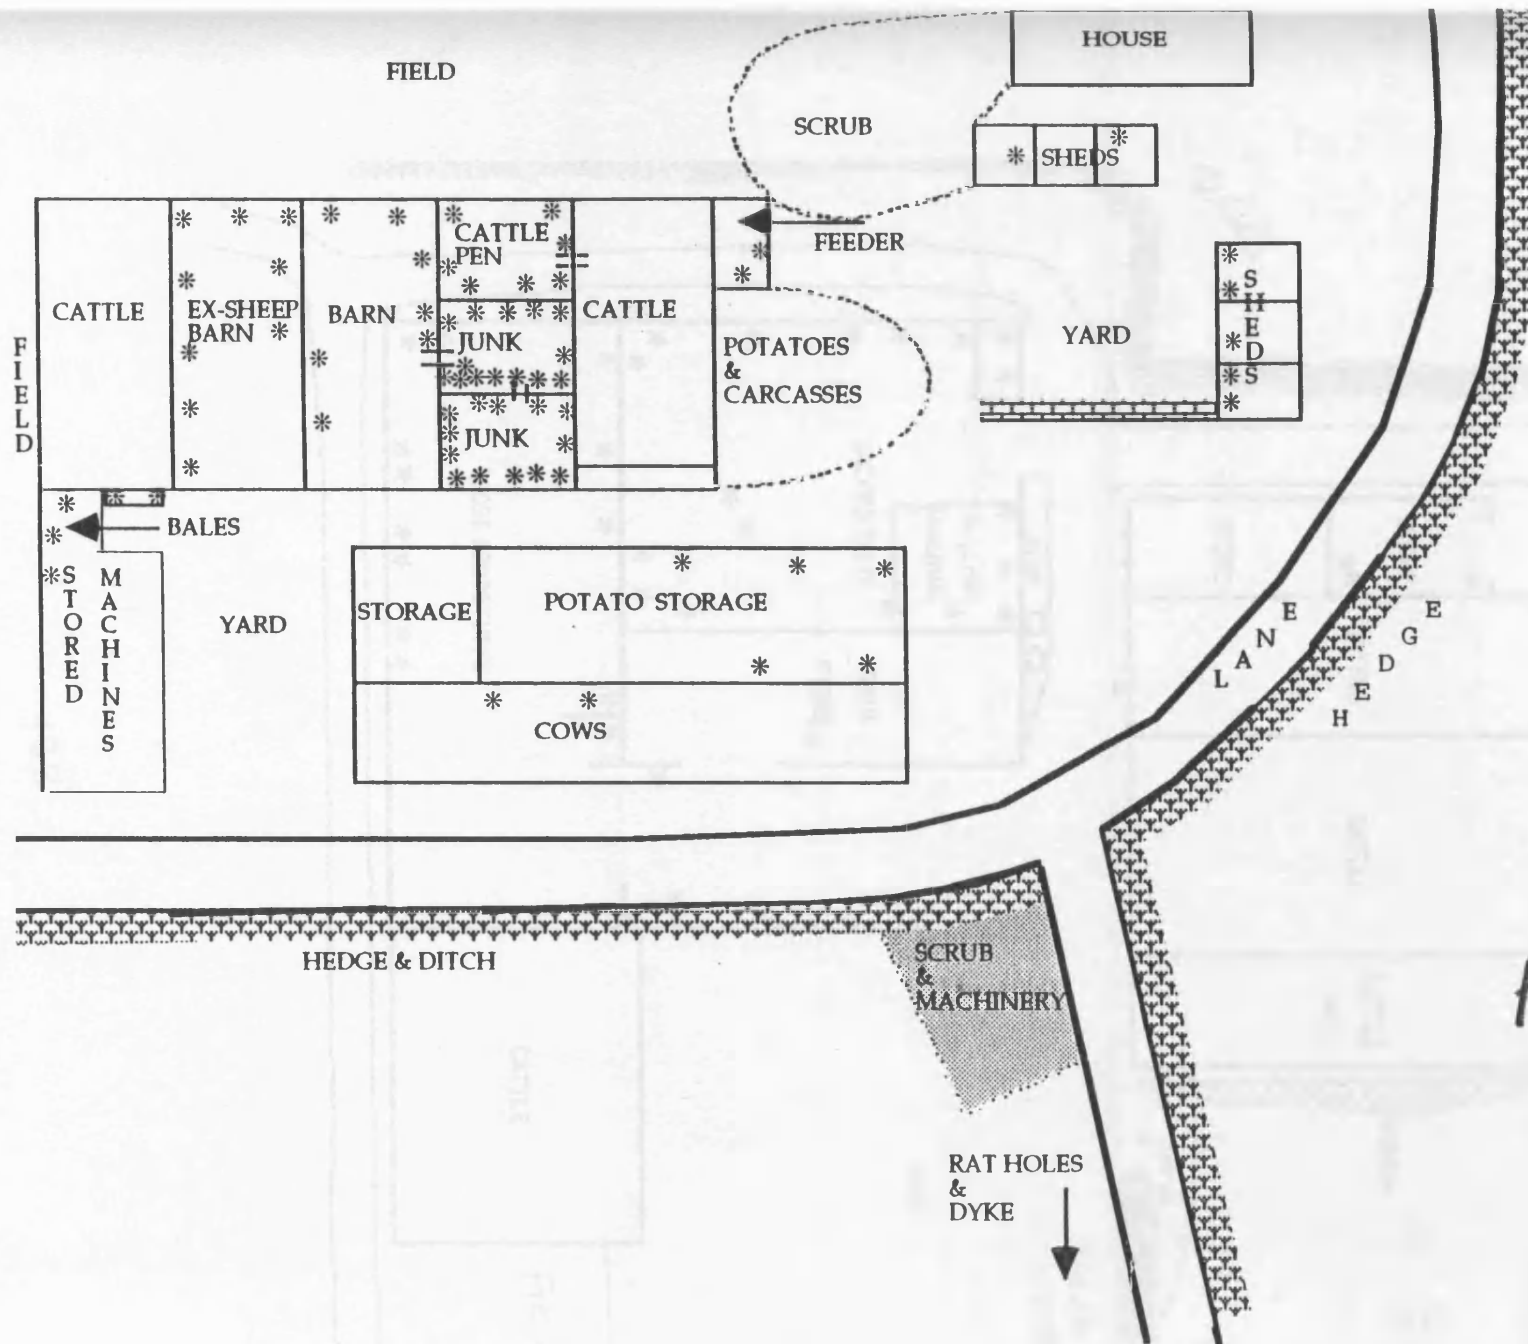 HOUSE
FIELD
SCRUB
SHEDS
CATTLE
PEN
FEEDER
CATTLE
EX-SHEEP
BARN
BARN
CATTLE
JUNK
POTATOES
&
CARCASSES
YARD
SHEDS
FIELD
JUNK
BALES
STORED
MACHINES
YARD
STORAGE
POTATO STORAGE
COWS
LANE
HEDGE
HEDGE & DITCH
SCRUB
&
MACHINERY
RAT HOLES
&
DYKE